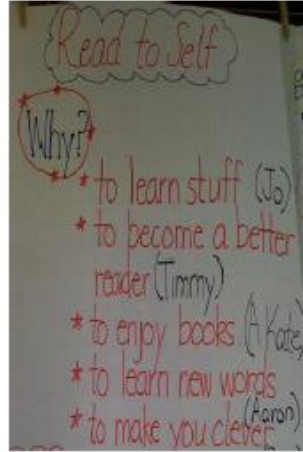 Read to Self
Why?
* to learn stuff (Jo)
* to become a better
reader (Timmy)
* to enjoy books (A Kate)
* to learn new words
(Aaron)
* to make you clever